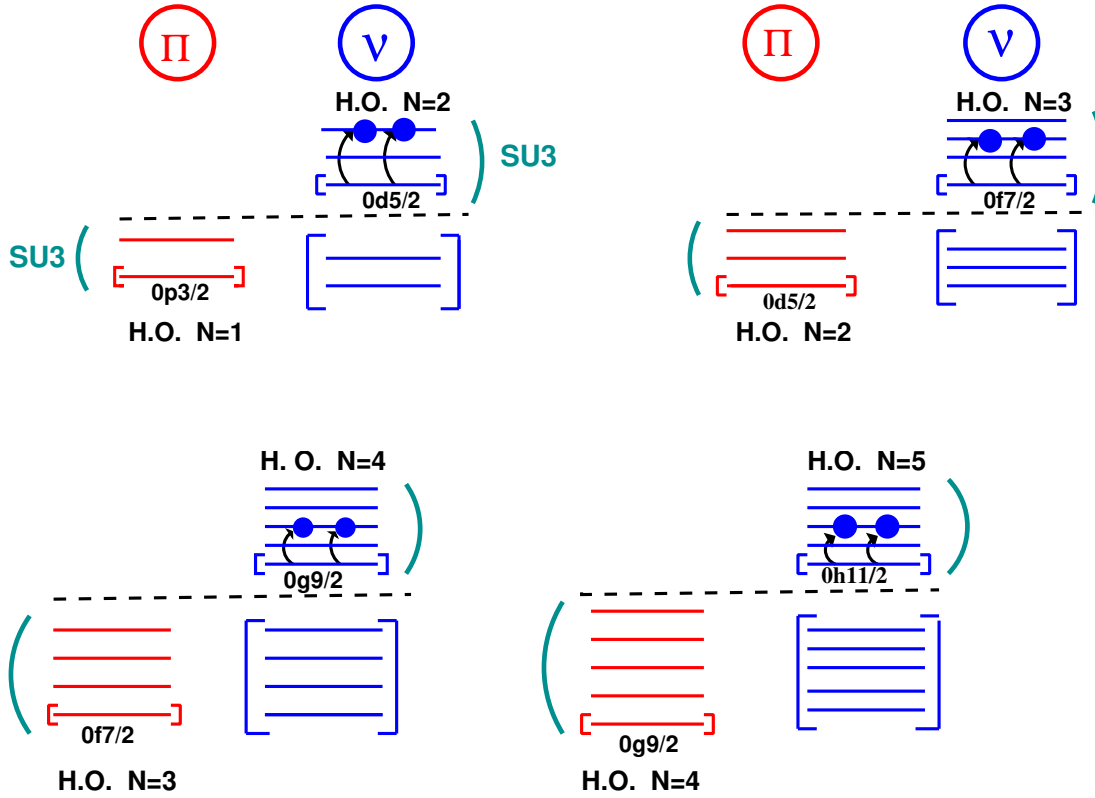 Π
ν
H.O. N=2
SU3
0d5/2
SU3
0p3/2
H.O. N=1
Π
ν
H.O. N=3
0f7/2
0d5/2
H.O. N=2
H. O. N=4
0g9/2
0f7/2
H.O. N=3
H.O. N=5
0h11/2
0g9/2
H.O. N=4